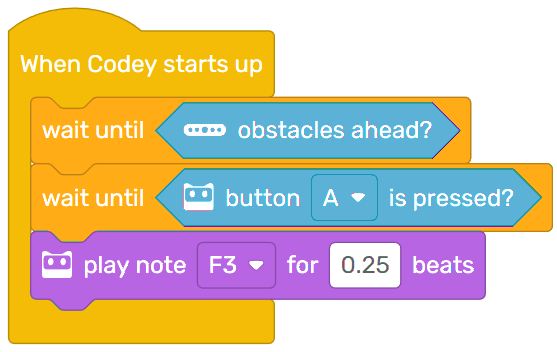 When Codey starts up
wait until obstacles ahead?
wait until button A is pressed?
play note F3 for 0.25 beats